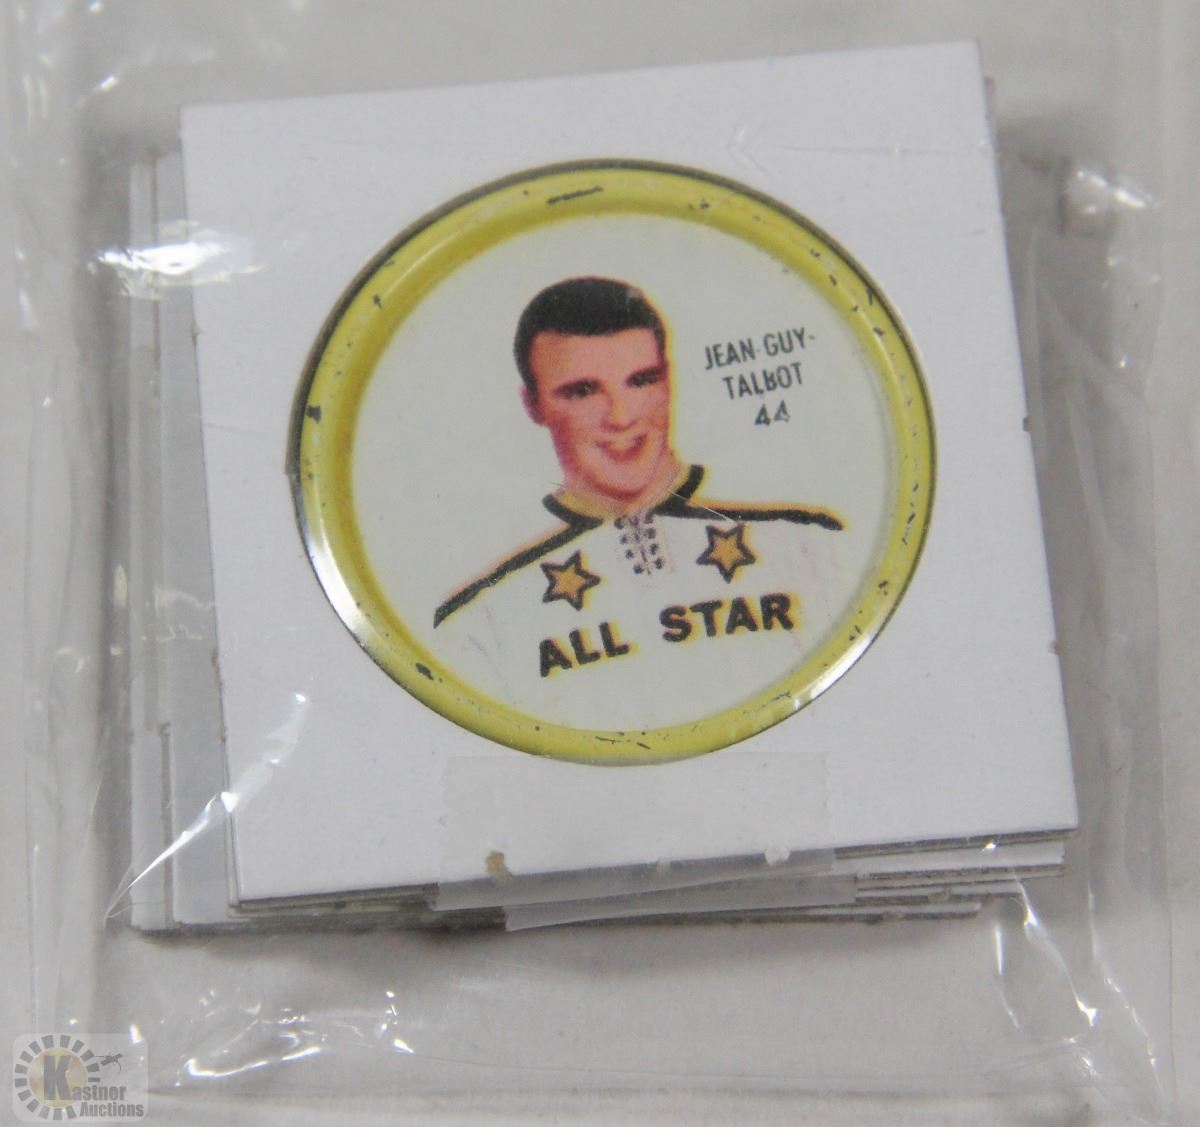 JEAN-GUY-
TALBOT
44
ALL STAR
Kastner
Auctions